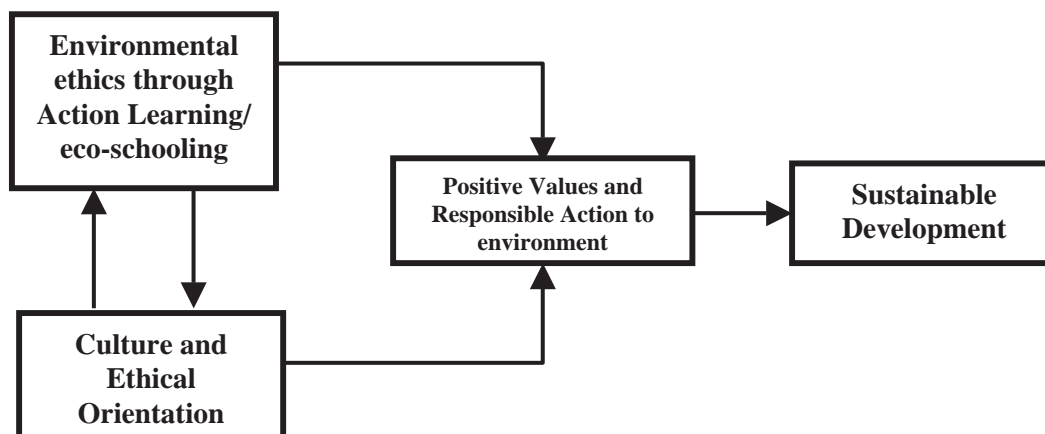 Environmental
ethics through
Action Learning/
eco-schooling
Positive Values and
Responsible Action to
environment
Sustainable
Development
Culture and
Ethical
Orientation